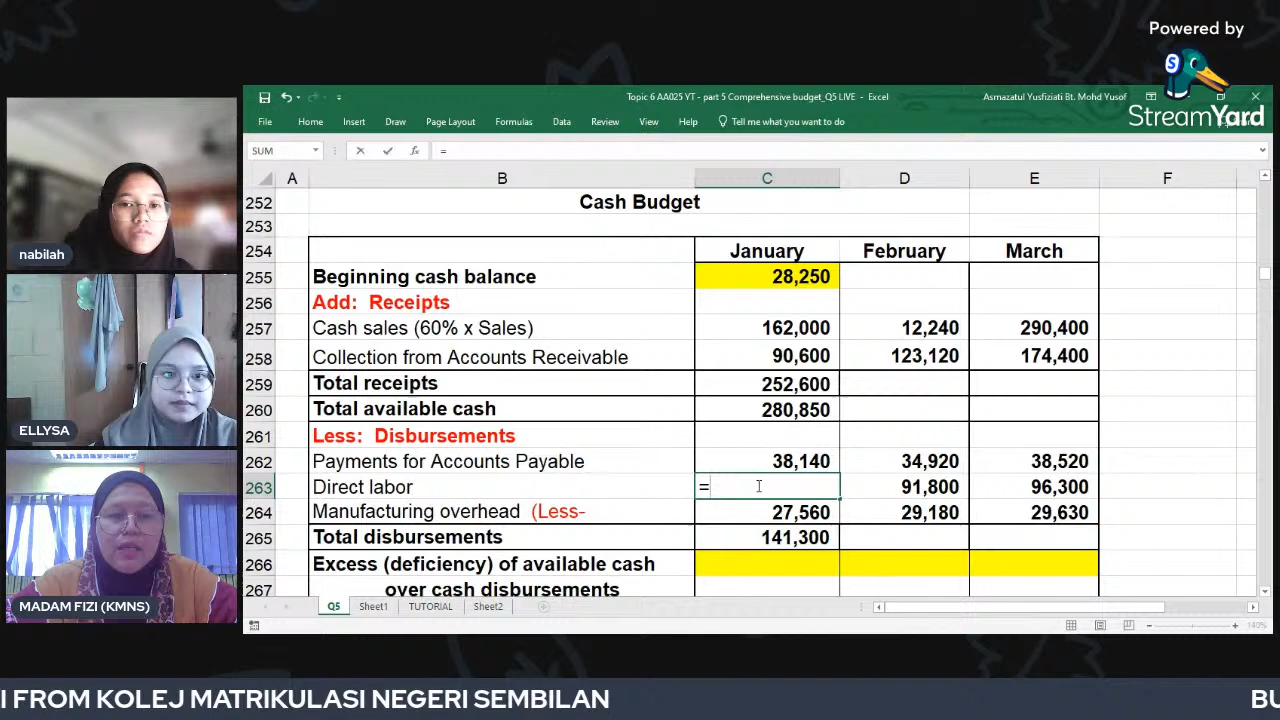 Powered by
StreamYard
S
Topic 6 AA025 YT - part 5 Comprehensive budget_Q5 LIVE - Excel
Asmazatul Yusfiziati Bt. Mohd Yusof
File Home Insert Draw Page Layout Formulas Data Review View Help Tell me what you want to do
SUM fx =
A B C D E F
252 Cash Budget
253
254 January February March
255 Beginning cash balance 28,250
256 Add: Receipts
257 Cash sales (60% x Sales) 162,000 12,240 290,400
258 Collection from Accounts Receivable 90,600 123,120 174,400
259 Total receipts 252,600
260 Total available cash 280,850
261 Less: Disbursements
262 Payments for Accounts Payable 38,140 34,920 38,520
263 Direct labor = 91,800 96,300
264 Manufacturing overhead (Less- 27,560 29,180 29,630
265 Total disbursements 141,300
266 Excess (deficiency) of available cash
267 over cash disbursements
Q5 Sheet1 TUTORIAL Sheet2
140%
nabilah
ELLYSA
MADAM FIZI (KMNS)
I FROM KOLEJ MATRIKULASI NEGERI SEMBILAN BU